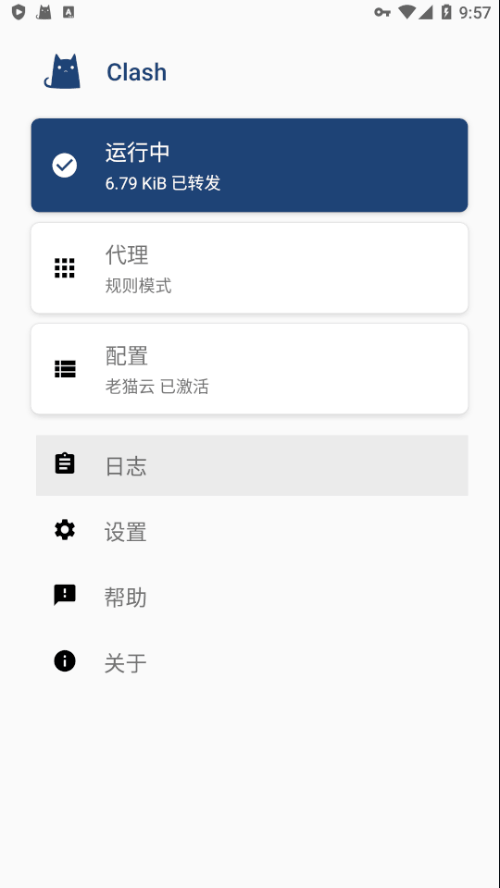 9:57
Clash
运行中
6.79 KiB 已转发
代理
规则模式
配置
老猫云 已激活
日志
设置
帮助
关于